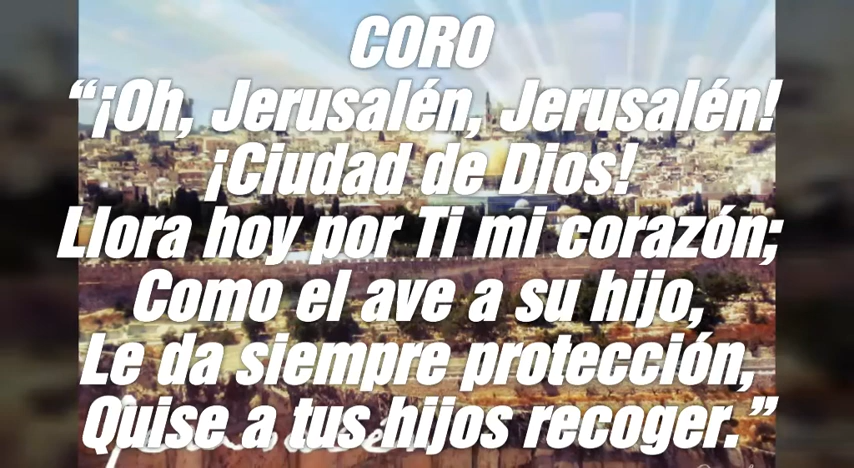 CORO
“¡Oh, Jerusalén, Jerusalén!
¡Ciudad de Dios!
Llora hoy por Ti mi corazón;
Como el ave a su hijo,
Le da siempre protección,
Quise a tus hijos recoger.”